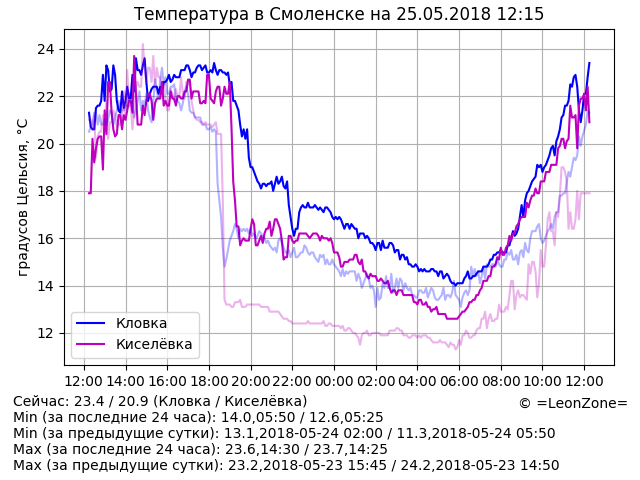 Температура в Смоленске на 25.05.2018 12:15
градусов Цельсия, °C
24
22
20
18
16
14
12
Кловка
Киселёвка
12:00 14:00 16:00 18:00 20:00 22:00 00:00 02:00 04:00 06:00 08:00 10:00 12:00
Сейчас: 23.4 / 20.9 (Кловка / Киселёвка)
© =LeonZone=
Min (за последние 24 часа): 14.0,05:50 / 12.6,05:25
Min (за предыдущие сутки): 13.1,2018-05-24 02:00 / 11.3,2018-05-24 05:50
Max (за последние 24 часа): 23.6,14:30 / 23.7,14:25
Max (за предыдущие сутки): 23.2,2018-05-23 15:45 / 24.2,2018-05-23 14:50